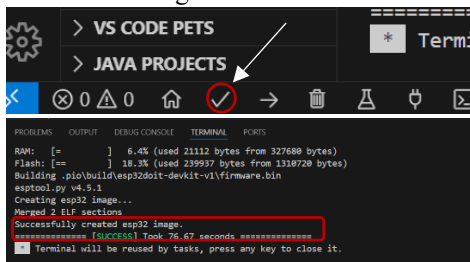 > VS CODE PETS
* Termi
> JAVA PROJECTS
0 0
PROBLEMS OUTPUT DEBUG CONSOLE TERMINAL PORTS
RAM: [= ] 6.4% (used 21112 bytes from 327680 bytes)
Flash: [== ] 18.3% (used 239937 bytes from 1310720 bytes)
Building .pio\build\esp32doit-devkit-v1\firmware.bin
esptool.py v4.5.1
Creating esp32 image...
Merged 2 ELF sections
Successfully created esp32 image.
============== [SUCCESS] Took 76.67 seconds ==============
* Terminal will be reused by tasks, press any key to close it.